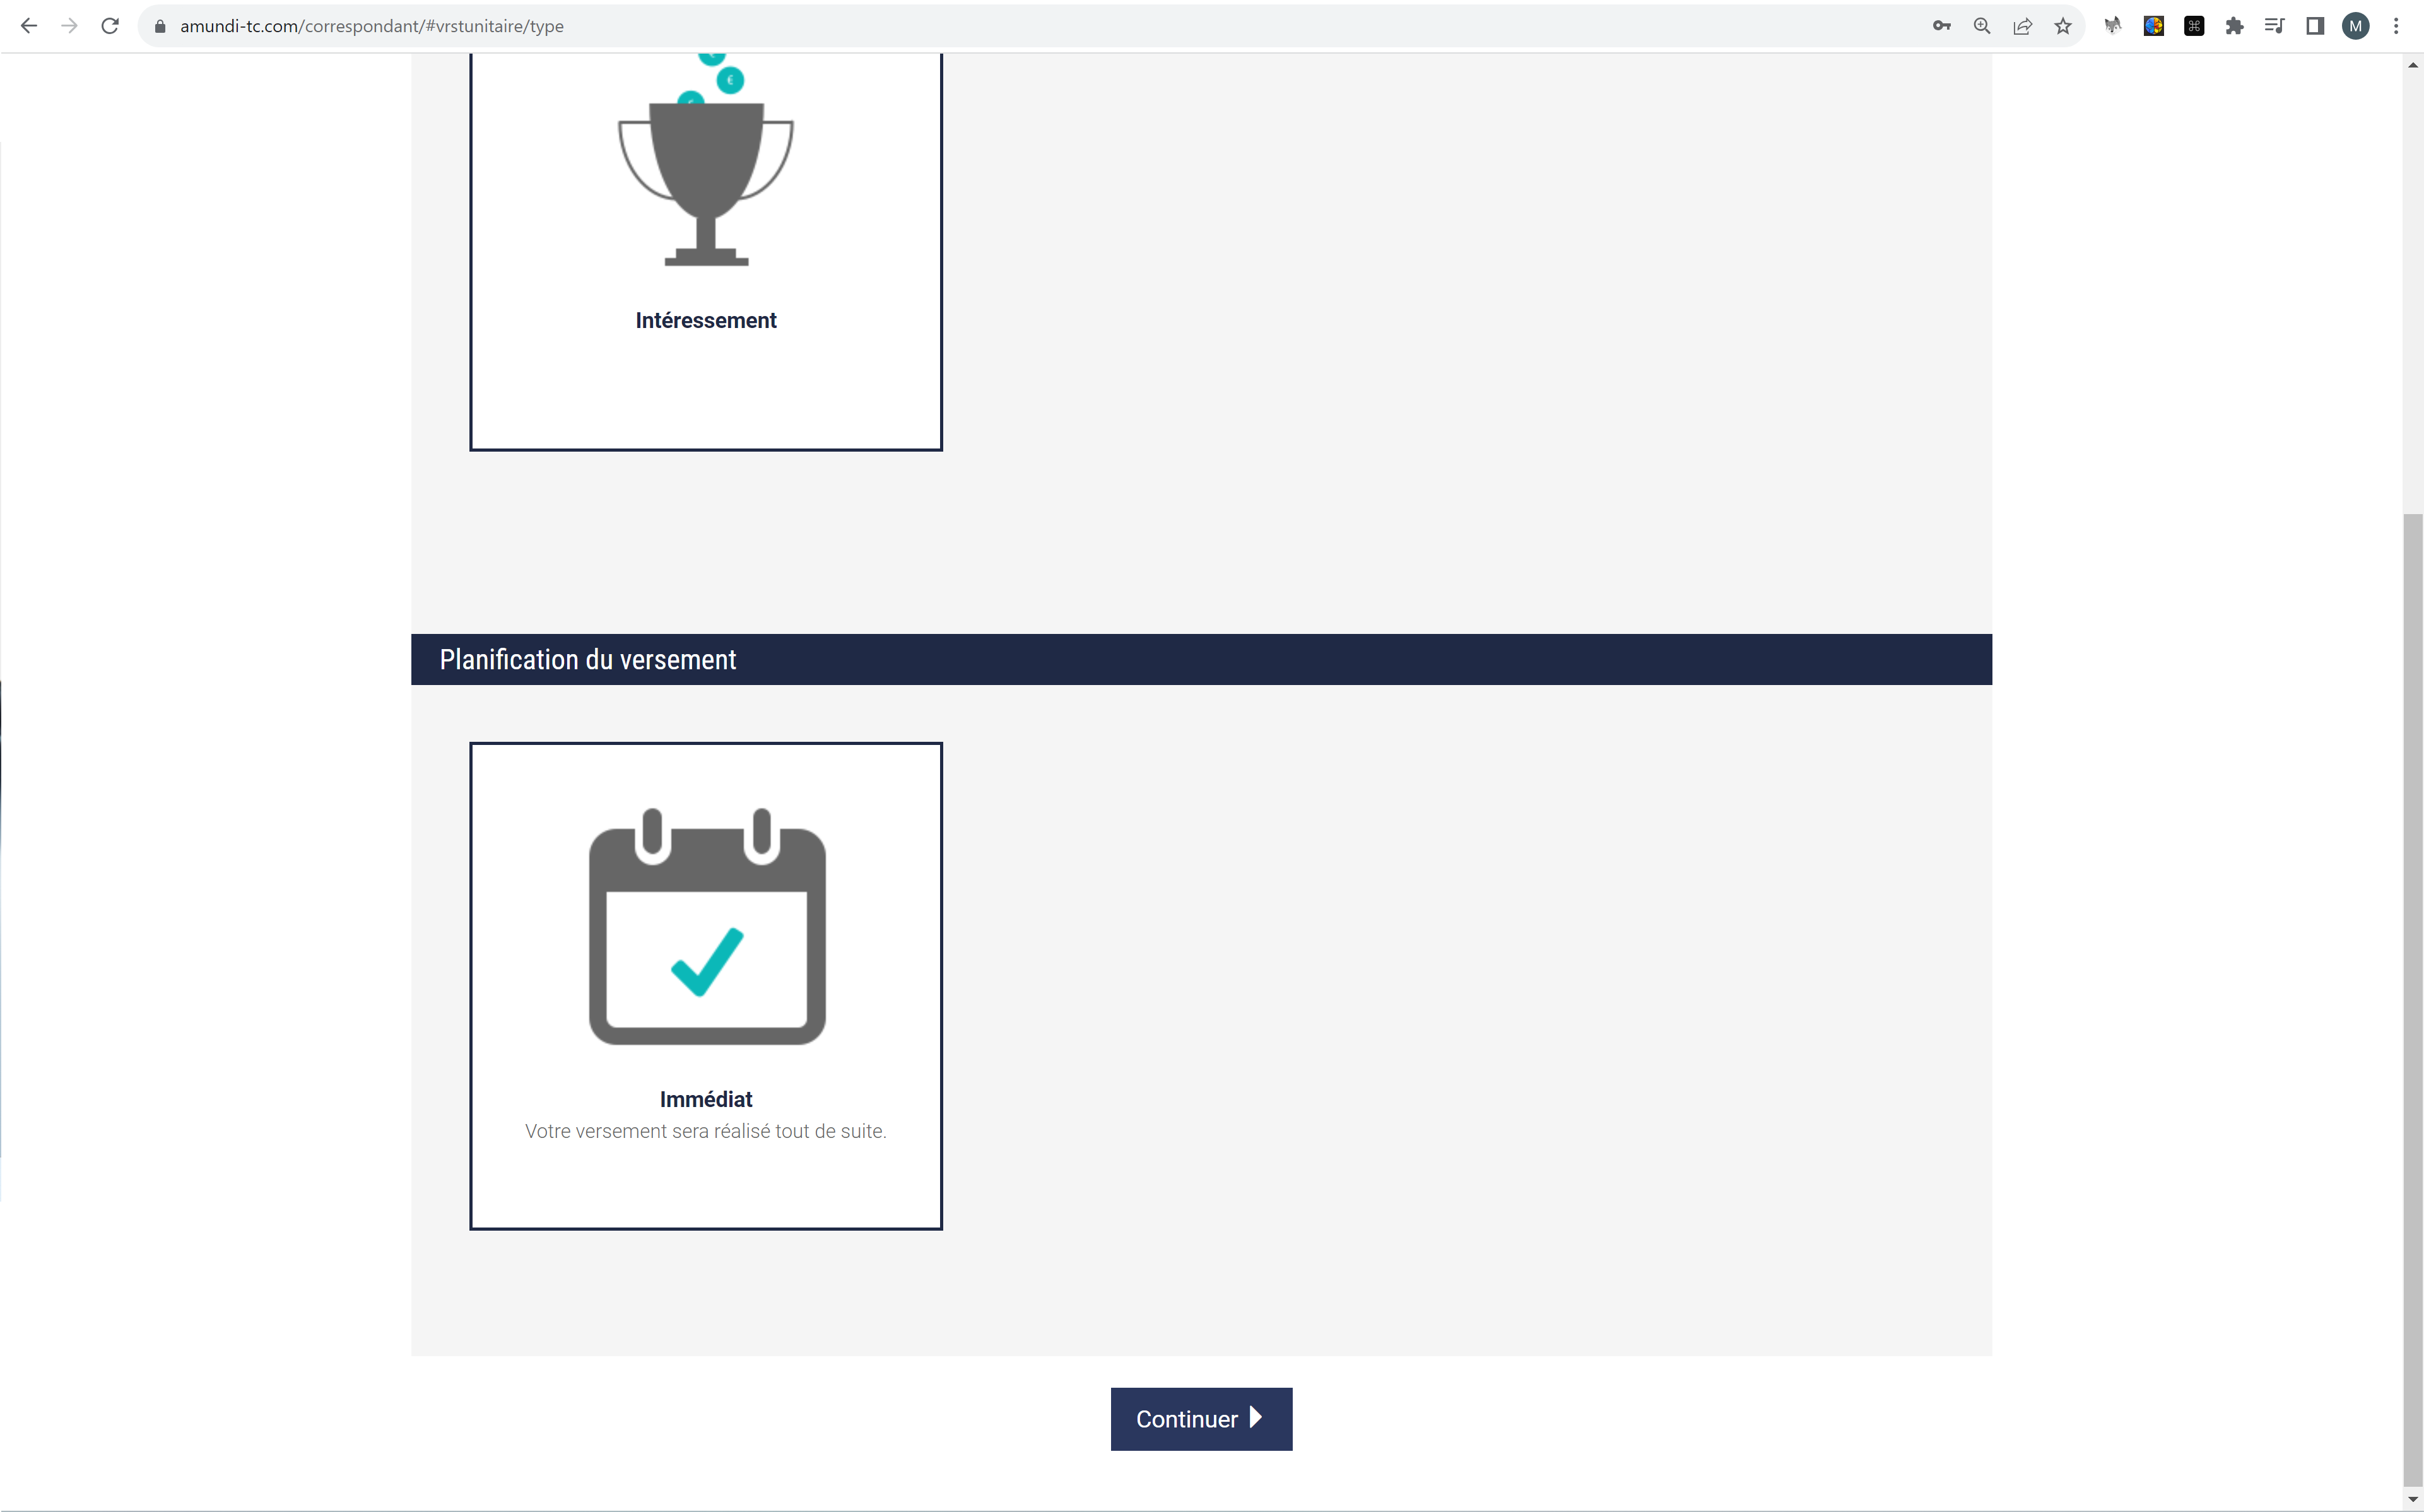 amundi-tc.com/correspondant/#vrstunitaire/type
M
€
Intéressement
Planification du versement
Immédiat
Votre versement sera réalisé tout de suite.
Continuer